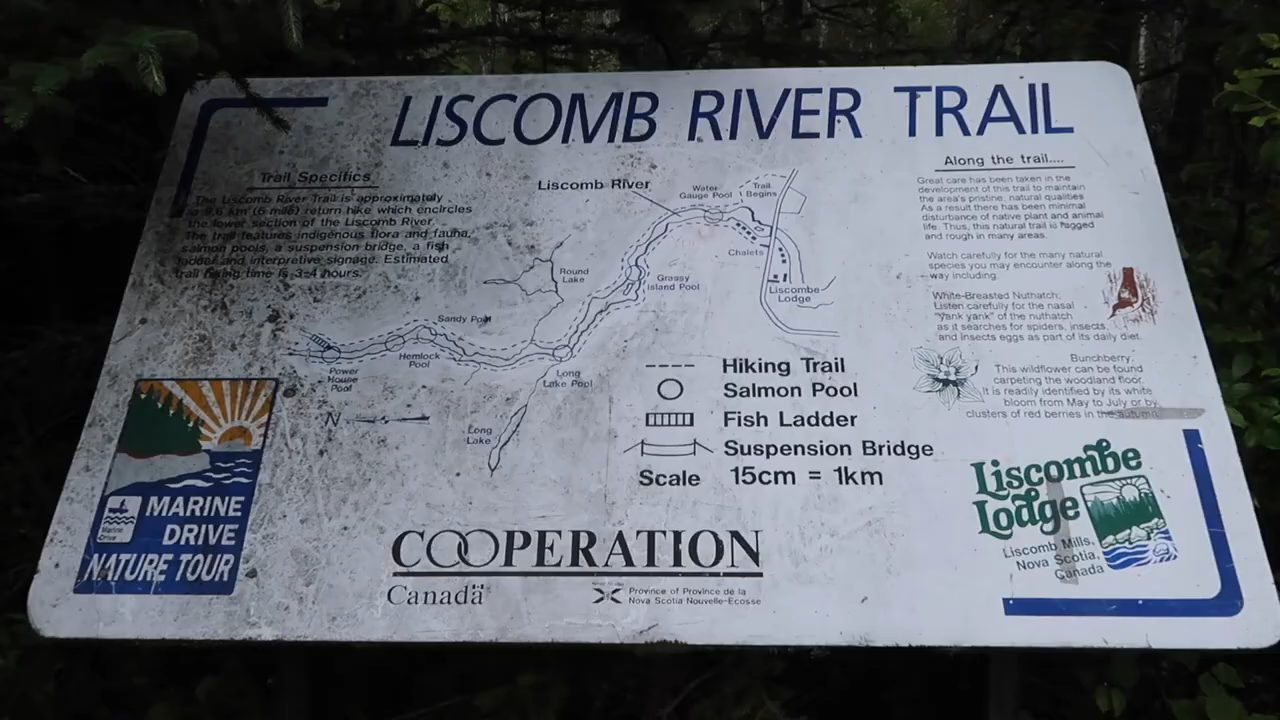 LISCOMB RIVER TRAIL
Trail Specifics
The Liscomb River Trail is approximately
a 9.6 km (6 mile) return hike which encircles
the lower section of the Liscomb River.
The trail features indigenous flora and fauna,
salmon pools, a suspension bridge, a fish
ladder and interpretive signage. Estimated
trail hiking time is 3-4 hours.
Liscomb River
Water
Gauge Pool
Trail
Begins
Chalets
Liscombe
Lodge
Round
Lake
Grassy
Island Pool
Sandy Pool
Hemlock
Pool
Power
House
Pool
Long
Lake Pool
Long
Lake
N
Hiking Trail
Salmon Pool
Fish Ladder
Suspension Bridge
Scale 15cm = 1km
Along the trail....
Great care has been taken in the
development of this trail to maintain
the area's pristine, natural qualities
As a result there has been minimal
disturbance of native plant and animal
life. Thus, this natural trail is rugged
and rough in many areas.
Watch carefully for the many natural
species you may encounter along the
way including:
White-Breasted Nuthatch:
Listen carefully for the nasal
"yank yank" of the nuthatch
as it searches for spiders, insects,
and insects eggs as part of its daily diet.
Bunchberry:
This wildflower can be found
carpeting the woodland floor.
It is readily identified by its white
bloom from May to July or by
clusters of red berries in the autumn.
Marine
Drive
MARINE
DRIVE
NATURE TOUR
COOPERATION
Canada
Province of Province de la
Nova Scotia Nouvelle-Ecosse
Liscombe
Lodge
Liscomb Mills,
Nova Scotia,
Canada